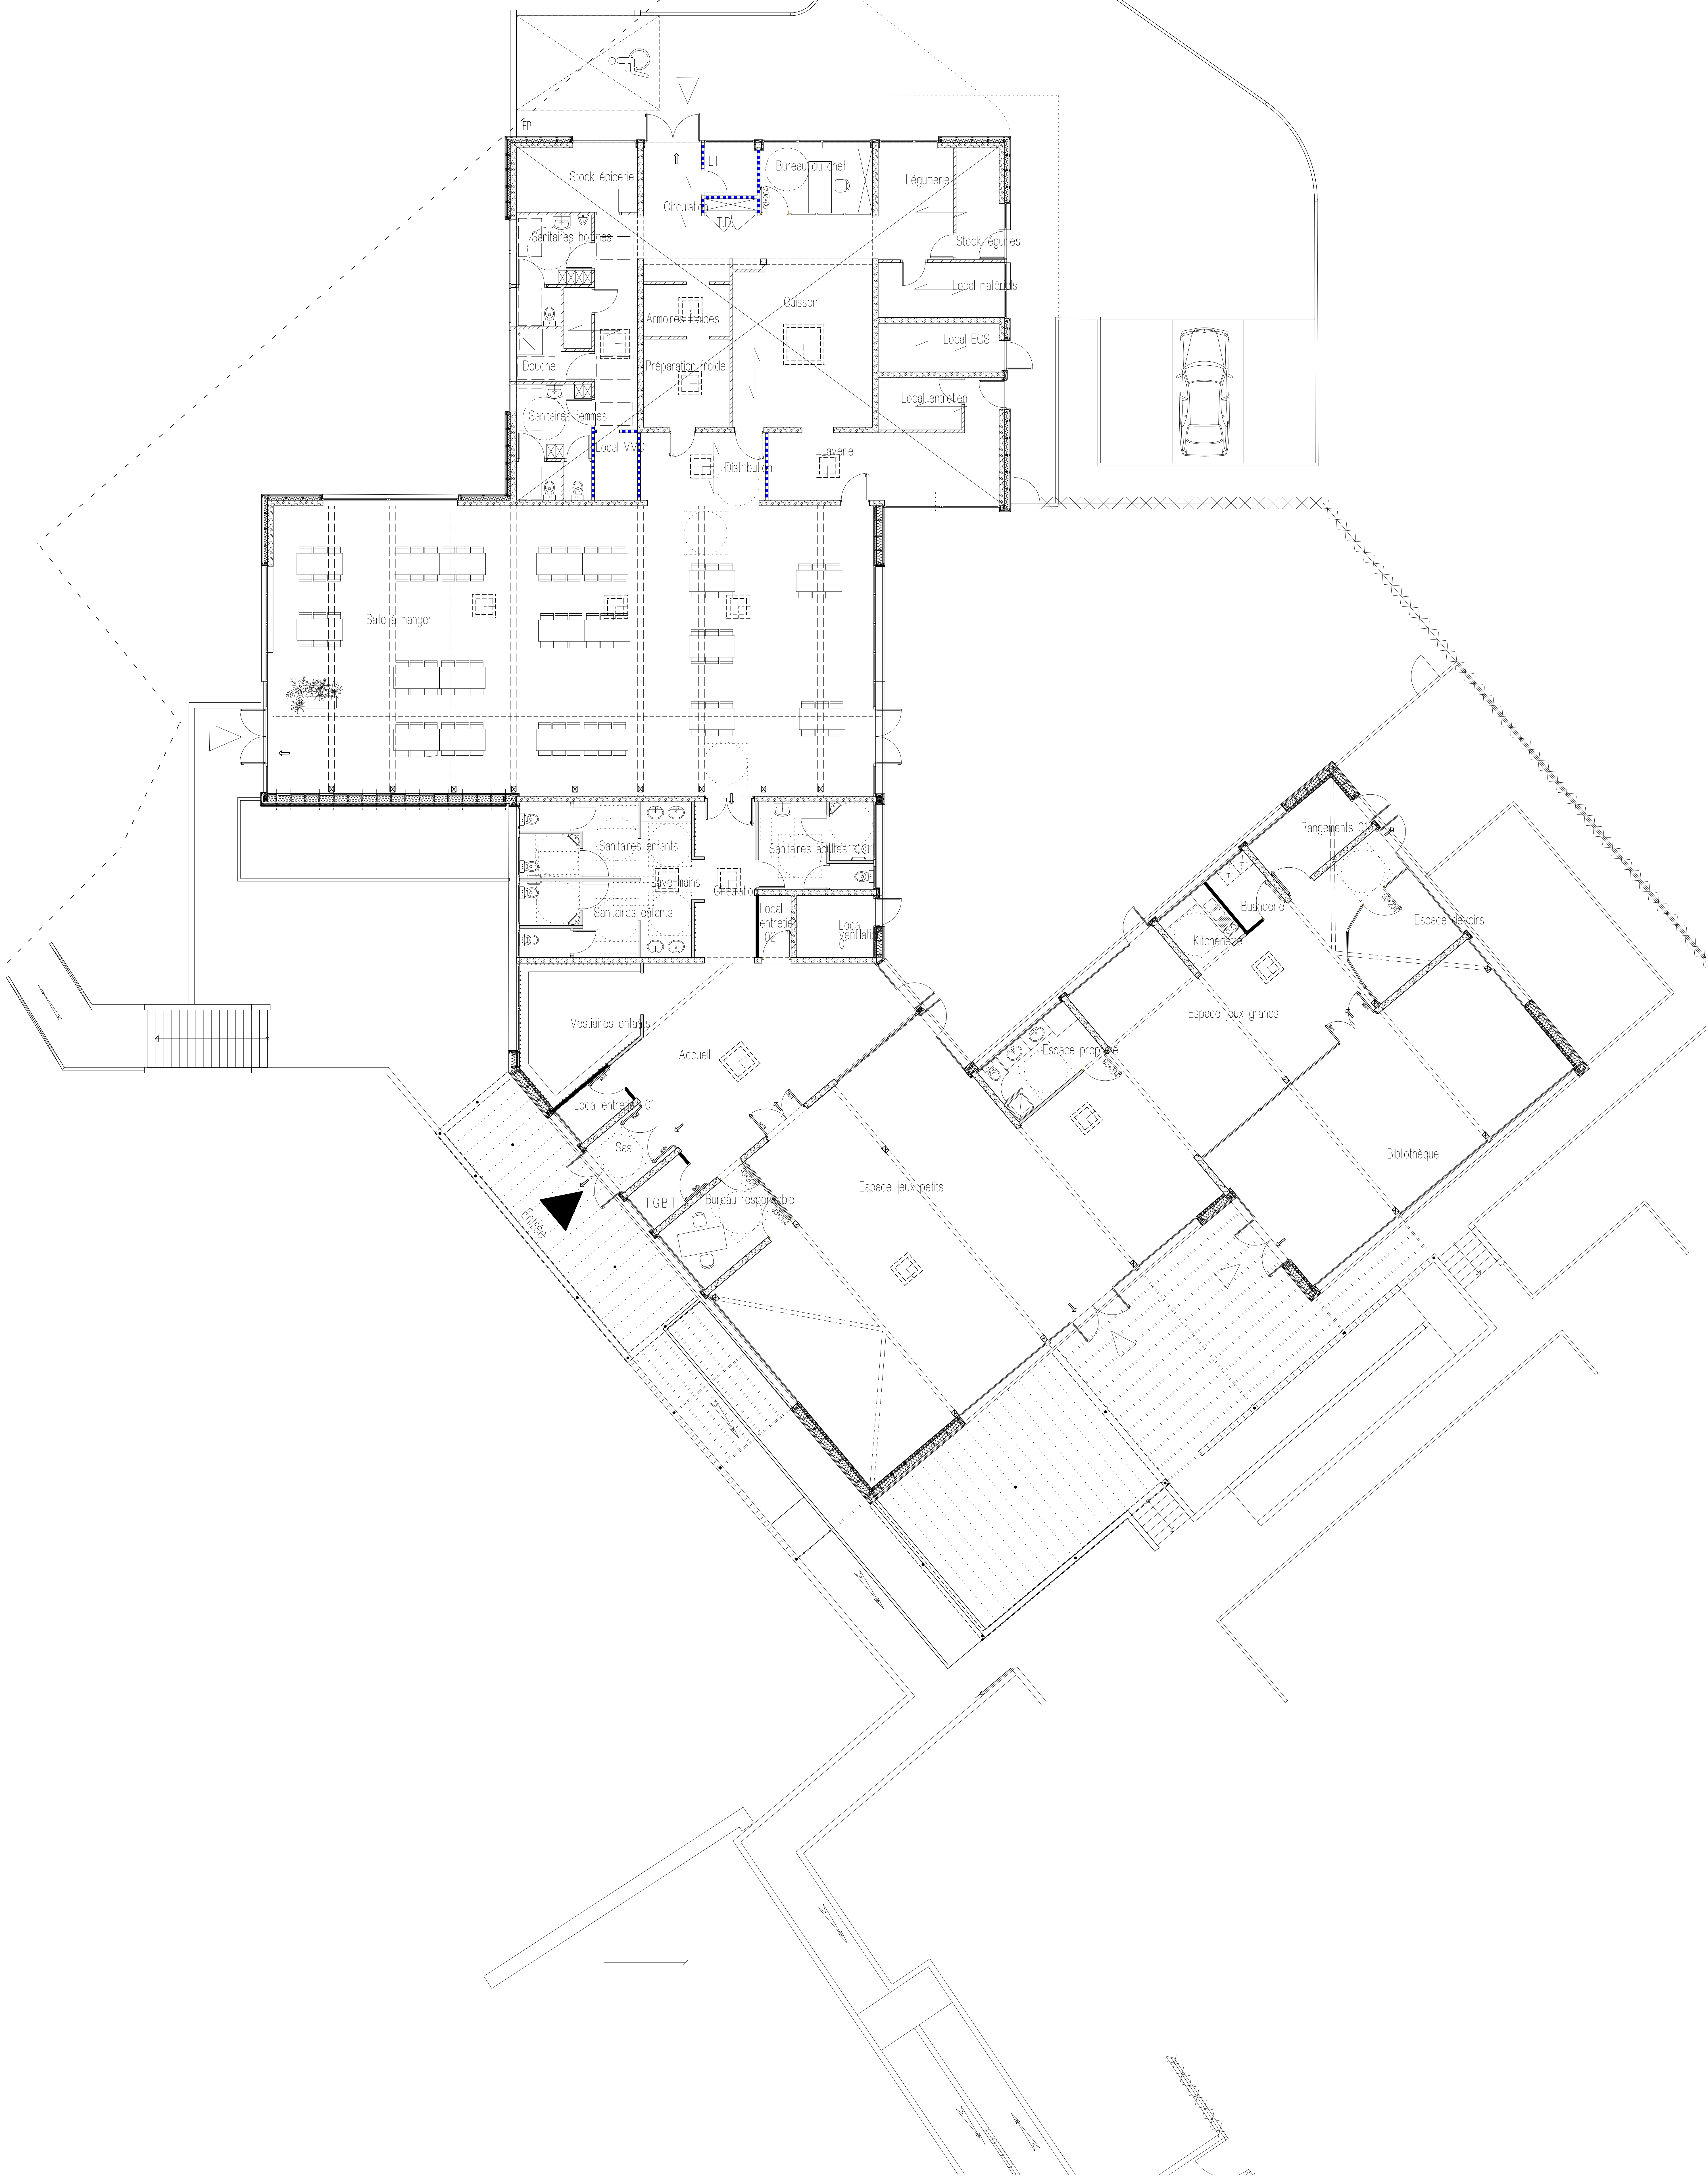 EP
LT
Bureau du chef
Stock épicerie
Légumerie
Circulation
T.D.
Sanitaires hommes
Stock légumes
Local matériels
Cuisson
Armoires froides
Local ECS
Douche
Préparation froide
Local entretien
Sanitaires femmes
Local VMC
Laverie
Distribution
Salle à manger
Rangements 01
Sanitaires enfants
Sanitaires adultes
Lave mains
Circulation
Buanderie
Sanitaires enfants
Local
entretien
02
Local
ventilation
01
Espace devoirs
Kitchenette
Espace jeux grands
Vestiaires enfants
Accueil
Espace propreté
Local entretien 01
Sas
Bibliothèque
Espace jeux petits
T.G.B.T.
Bureau responsable
Entrée